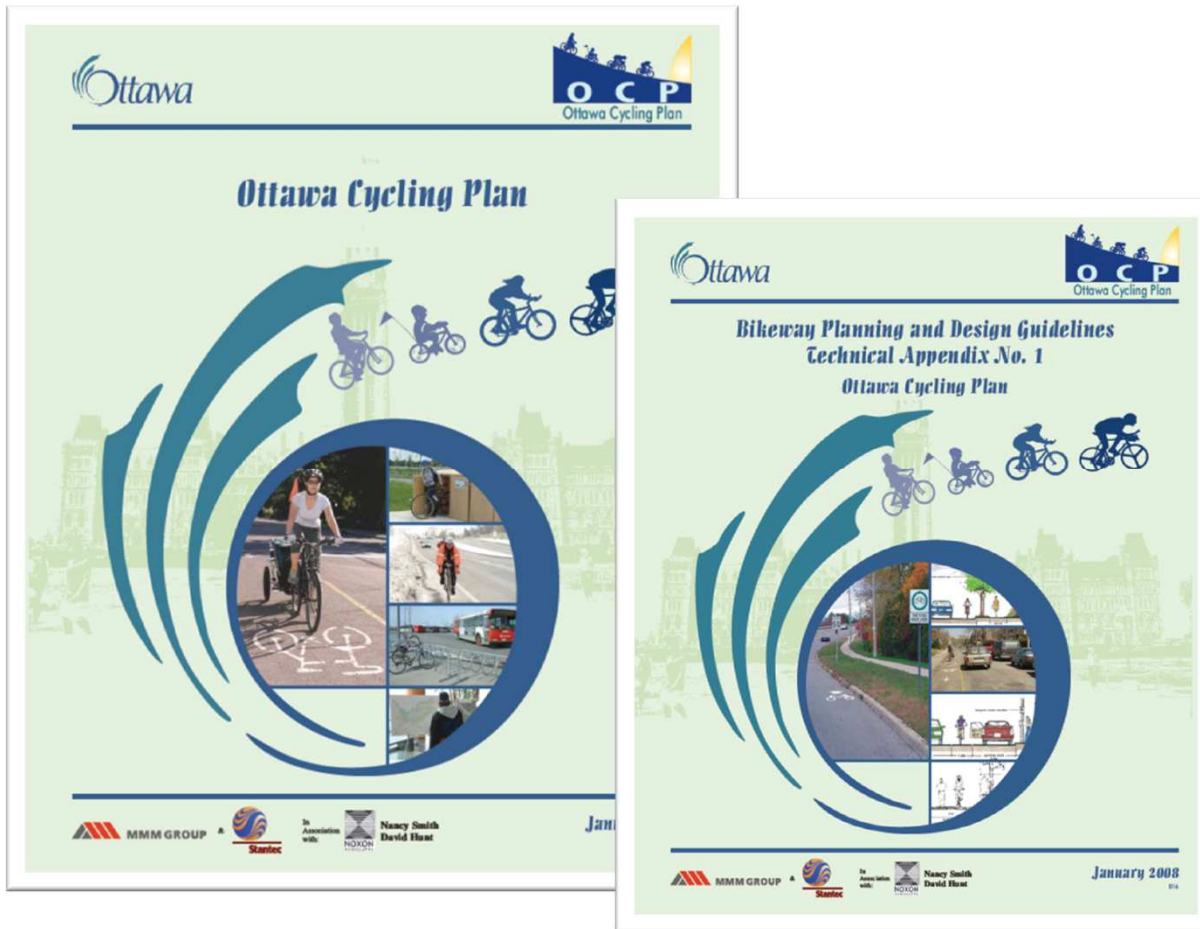 Ottawa
O C P
Ottawa Cycling Plan
Ottawa Cycling Plan
MMM GROUP
&
Stantec
In
Association
with:
NOXON
Nancy Smith
David Hunt
Ottawa
O C P
Ottawa Cycling Plan
Bikeway Planning and Design Guidelines
Technical Appendix No. 1
Ottawa Cycling Plan
MMM GROUP
&
Stantec
In
Association
with:
NOXON
Nancy Smith
David Hunt
January 2008